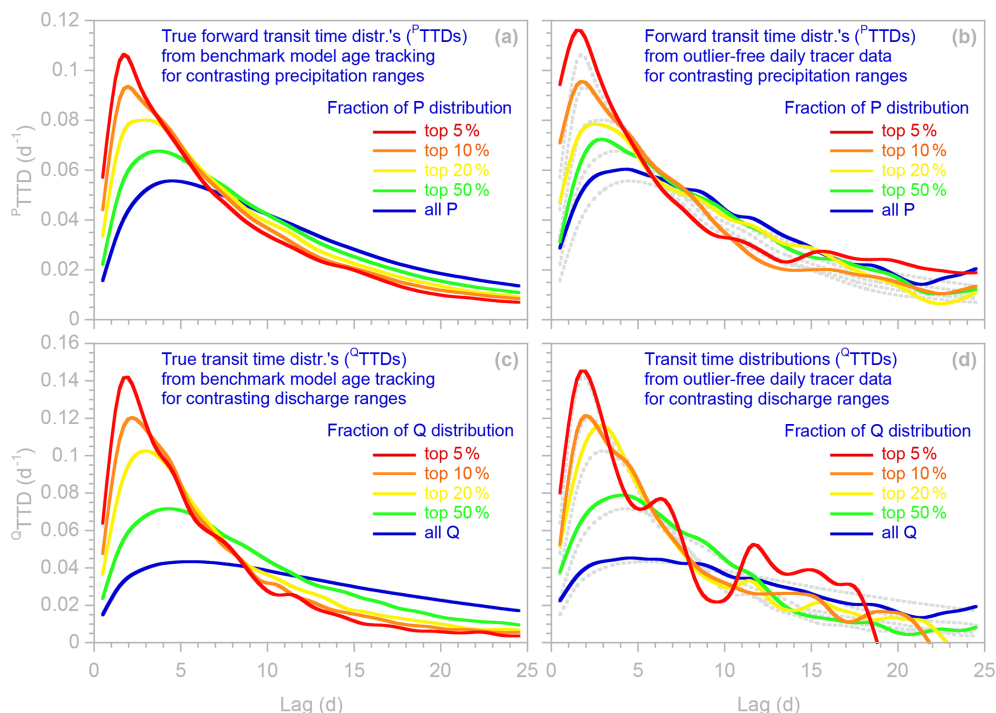 0.12
0.1
0.08
0.06
0.04
0.02
0
ᴾTTD (d⁻¹)
True forward transit time distr.'s (ᴾTTDs)
from benchmark model age tracking
for contrasting precipitation ranges
(a)
Fraction of P distribution
top 5 %
top 10 %
top 20 %
top 50 %
all P
Forward transit time distr.'s (ᴾTTDs)
from outlier-free daily tracer data
for contrasting precipitation ranges
(b)
Fraction of P distribution
top 5 %
top 10 %
top 20 %
top 50 %
all P
0.16
0.14
0.12
0.1
0.08
0.06
0.04
0.02
0
QTTD (d⁻¹)
True transit time distr.'s (QTTDs)
from benchmark model age tracking
for contrasting discharge ranges
(c)
Fraction of Q distribution
top 5 %
top 10 %
top 20 %
top 50 %
all Q
0 5 10 15 20 25
Lag (d)
Transit time distributions (QTTDs)
from outlier-free daily tracer data
for contrasting discharge ranges
(d)
Fraction of Q distribution
top 5 %
top 10 %
top 20 %
top 50 %
all Q
0 5 10 15 20 25
Lag (d)